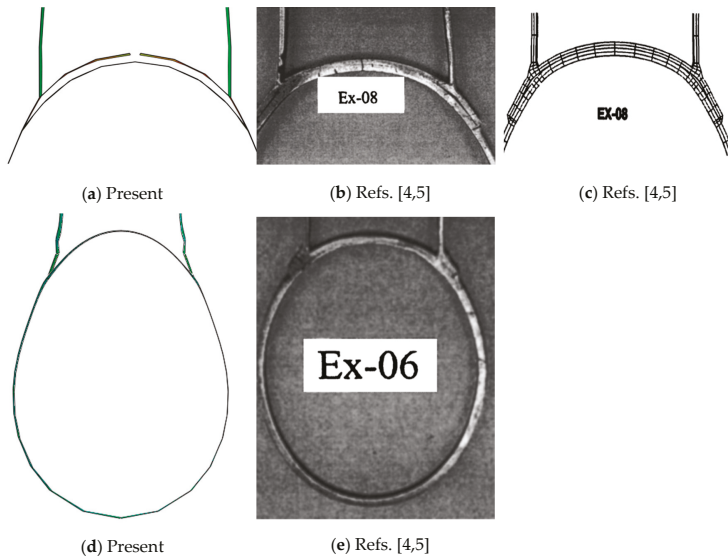 Ex-08
EX-08
(a) Present
(b) Refs. [4,5]
(c) Refs. [4,5]
Ex-06
(d) Present
(e) Refs. [4,5]